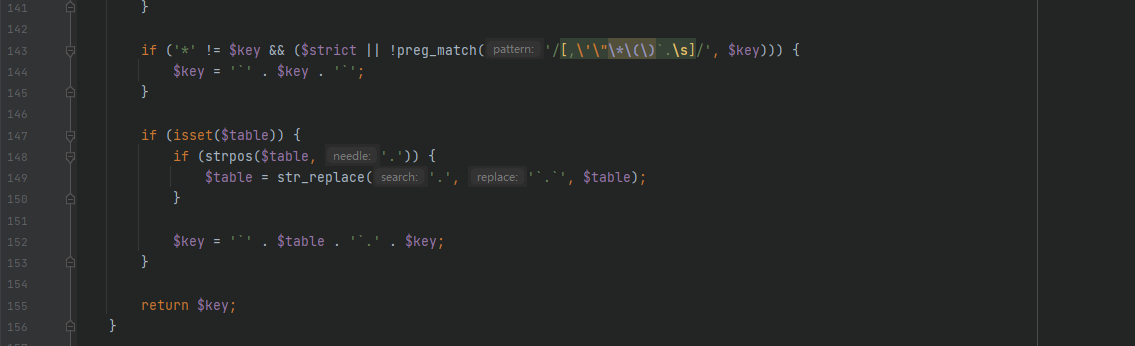 141 }
142
143 if ('*' != $key && ($strict || !preg_match( pattern: '/[,\'\"\*\(\)`.\s]/', $key))) {
144 $key = '`' . $key . '`';
145 }
146
147 if (isset($table)) {
148 if (strpos($table, needle: '.')) {
149 $table = str_replace( search: '.', replace: '`.`', $table);
150 }
151
152 $key = '`' . $table . '`.' . $key;
153 }
154
155 return $key;
156 }